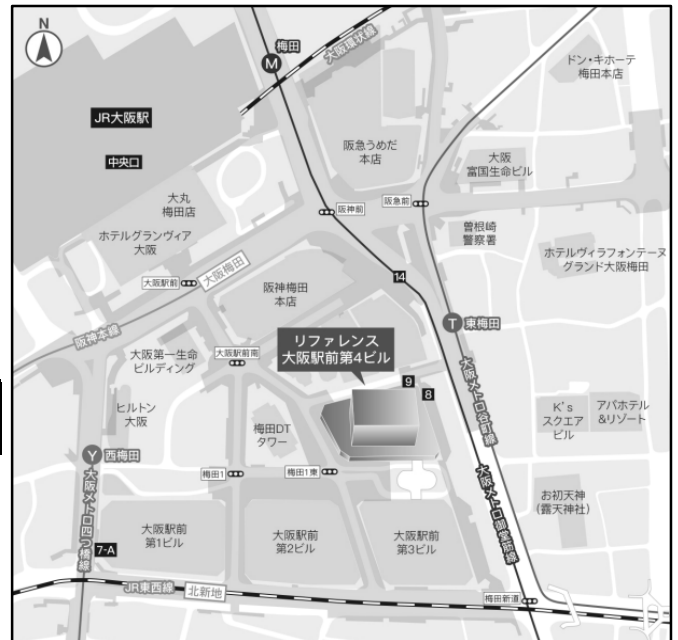 N
梅田
M
大阪環状線
ドン・キホーテ
梅田本店
JR大阪駅
中央口
阪急うめだ
本店
大阪
富国生命ビル
大丸
梅田店
阪神前
阪急前
ホテルグランヴィア
大阪
曽根崎
警察署
ホテルヴィラフォンテーヌ
グランド大阪梅田
大阪駅前
大阪梅田
阪神本線
阪神梅田
本店
14
T
東梅田
大阪メトロ谷町線
リファレンス
大阪駅前第4ビル
大阪第一生命
ビルディング
大阪駅前南
9
8
ヒルトン
大阪
梅田DT
タワー
K's
スクエア
ビル
アパホテル
&リゾート
Y
西梅田
大阪メトロ四つ橋線
梅田1
梅田1東
大阪メトロ御堂筋線
お初天神
(露天神社)
大阪駅前
第1ビル
大阪駅前
第2ビル
大阪駅前
第3ビル
7-A
JR東西線
北新地
梅田新道